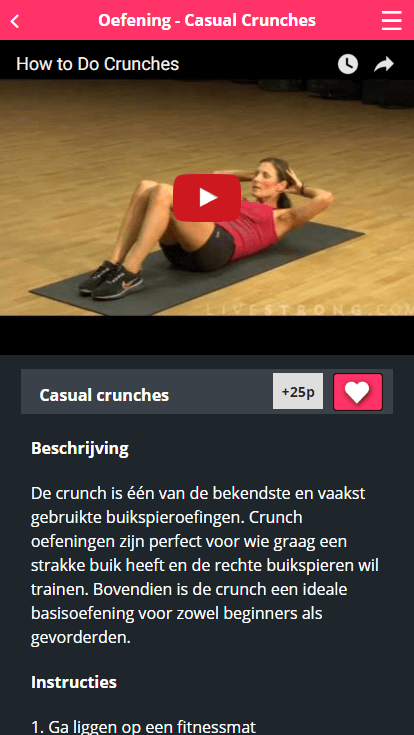 Oefening - Casual Crunches
How to Do Crunches
LIVESTRONG.COM
Casual crunches
+25p
Beschrijving
De crunch is één van de bekendste en vaakst
gebruikte buikspieroefingen. Crunch
oefeningen zijn perfect voor wie graag een
strakke buik heeft en de rechte buikspieren wil
trainen. Bovendien is de crunch een ideale
basisoefening voor zowel beginners als
gevorderden.
Instructies
1. Ga liggen op een fitnessmat